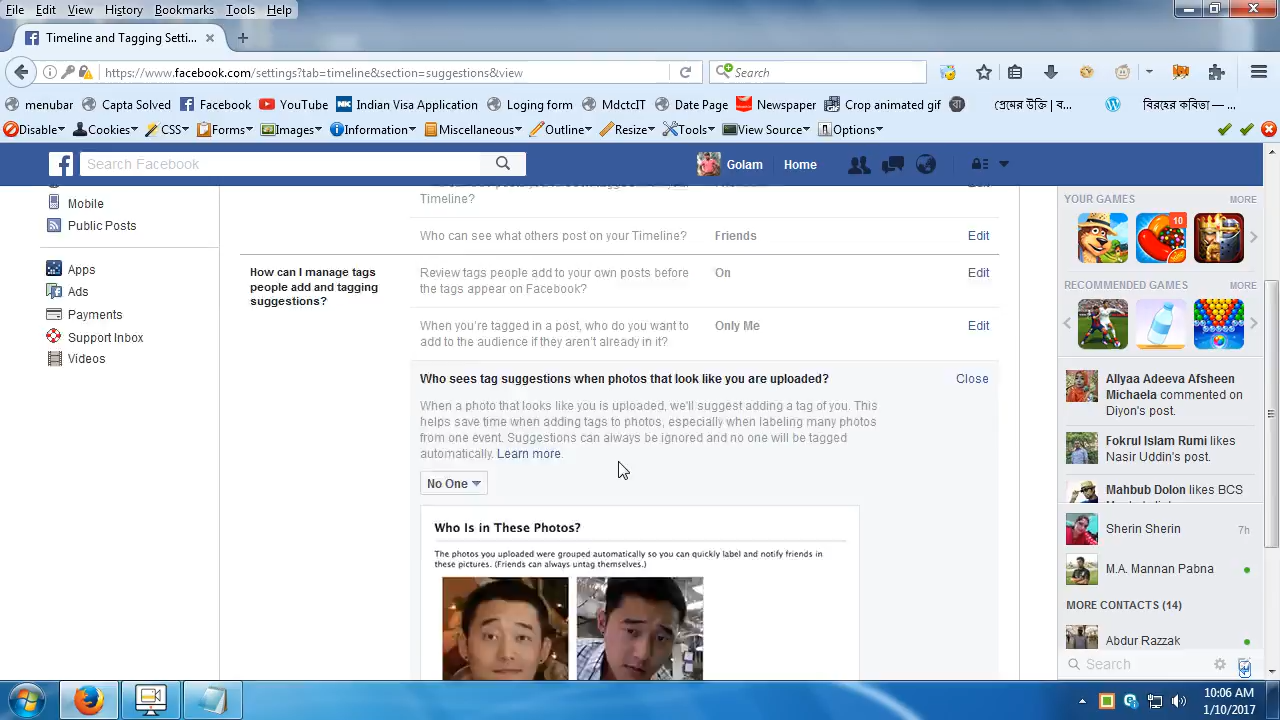 File Edit View History Bookmarks Tools Help
Timeline and Tagging Setti...
https://www.facebook.com/settings?tab=timeline&section=suggestions&view
Search
menubar Capta Solved Facebook YouTube NK Indian Visa Application Loging form MdctcIT Date Page Newspaper Crop animated gif প্রেমের উক্তি | ব... বিরহের কবিতা — ...
Disable Cookies CSS Forms Images Information Miscellaneous Outline Resize Tools View Source Options
Search Facebook
Golam Home
Timeline?
Mobile
Public Posts
Who can see what others post on your Timeline? Friends Edit
How can I manage tags
people add and tagging
suggestions?
Review tags people add to your own posts before
the tags appear on Facebook?
On Edit
Apps
Ads
Payments
Support Inbox
Videos
When you're tagged in a post, who do you want to
add to the audience if they aren't already in it?
Only Me Edit
Who sees tag suggestions when photos that look like you are uploaded? Close
When a photo that looks like you is uploaded, we'll suggest adding a tag of you. This
helps save time when adding tags to photos, especially when labeling many photos
from one event. Suggestions can always be ignored and no one will be tagged
automatically. Learn more.
No One
Who Is in These Photos?
The photos you uploaded were grouped automatically so you can quickly label and notify friends in
these pictures. (Friends can always untag themselves.)
YOUR GAMES MORE
10
RECOMMENDED GAMES MORE
Allyaa Adeeva Afsheen
Michaela commented on
Diyon's post.
Fokrul Islam Rumi likes
Nasir Uddin's post.
Mahbub Dolon likes BCS
Sherin Sherin 7h
M.A. Mannan Pabna
MORE CONTACTS (14)
Abdur Razzak
Search
10:06 AM
1/10/2017